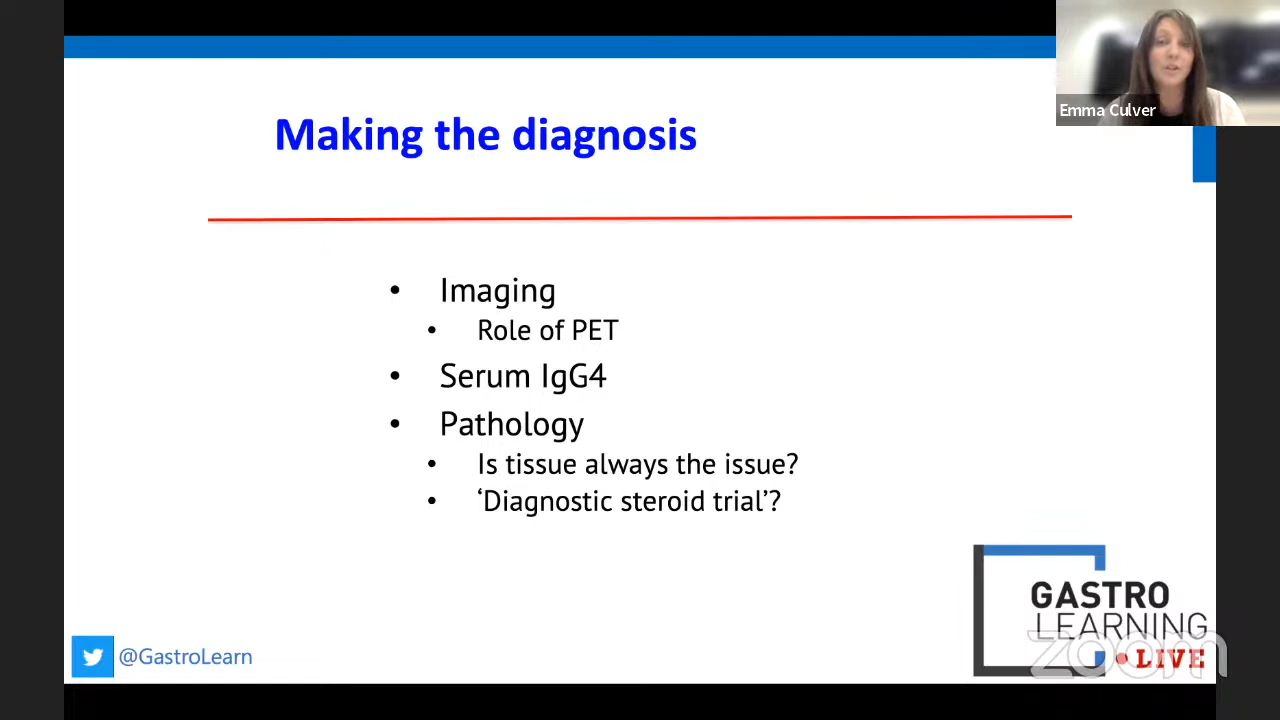 Emma Culver
Making the diagnosis
• Imaging
• Role of PET
• Serum IgG4
• Pathology
• Is tissue always the issue?
• ‘Diagnostic steroid trial’?
GASTRO
LEARNING
LIVE
zoom
@GastroLearn